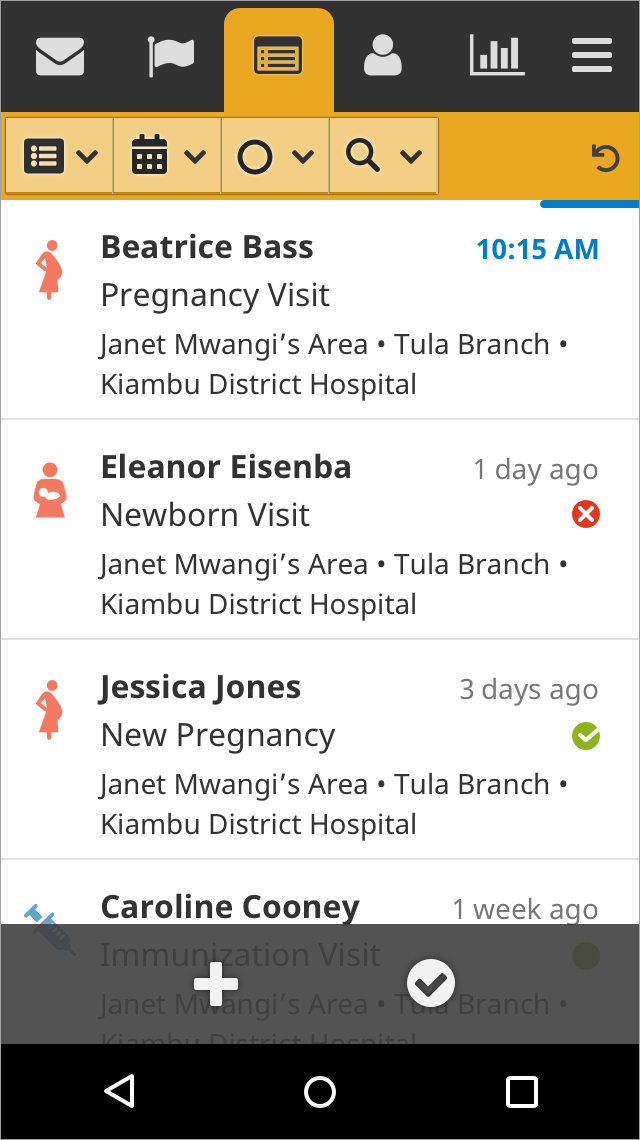 Beatrice Bass
10:15 AM
Pregnancy Visit
Janet Mwangi’s Area • Tula Branch •
Kiambu District Hospital
Eleanor Eisenba
1 day ago
Newborn Visit
Janet Mwangi’s Area • Tula Branch •
Kiambu District Hospital
Jessica Jones
3 days ago
New Pregnancy
Janet Mwangi’s Area • Tula Branch •
Kiambu District Hospital
Caroline Cooney
1 week ago
Immunization Visit
Janet Mwangi’s Area • Tula Branch •
Kiambu District Hospital